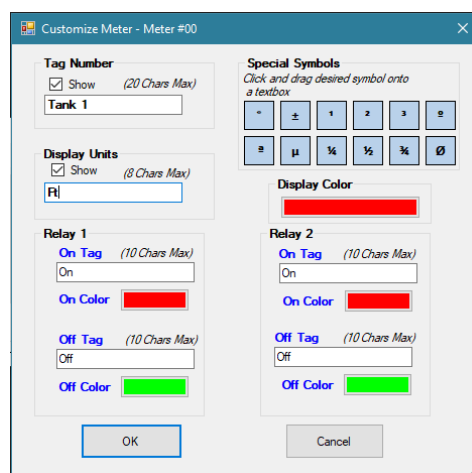 Customize Meter - Meter #00
Tag Number
Show (20 Chars Max)
Tank 1
Special Symbols
Click and drag desired symbol onto
a textbox
° ± ¹ ² ³ º
ª µ ¼ ½ ¾ Ø
Display Units
Show (8 Chars Max)
Ft
Display Color
Relay 1
On Tag (10 Chars Max)
On
On Color
Off Tag (10 Chars Max)
Off
Off Color
Relay 2
On Tag (10 Chars Max)
On
On Color
Off Tag (10 Chars Max)
Off
Off Color
OK
Cancel